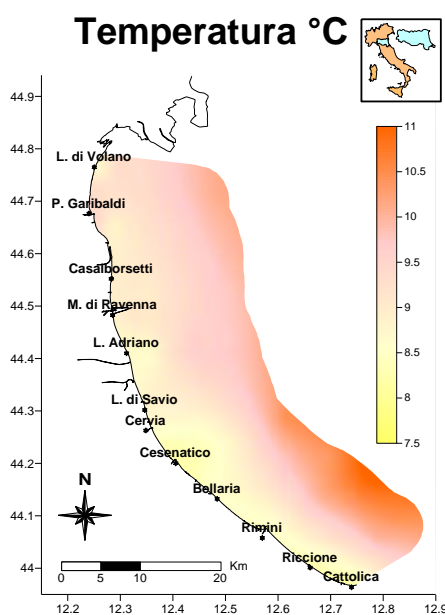 Temperatura °C
44.9
44.8
44.7
44.6
44.5
44.4
44.3
44.2
44.1
44
L. di Volano
P. Garibaldi
Casalborsetti
M. di Ravenna
L. Adriano
L. di Savio
Cervia
Cesenatico
Bellaria
Rimini
Riccione
Cattolica
11
10.5
10
9.5
9
8.5
8
7.5
N
0 5 10 20 Km
12.2 12.3 12.4 12.5 12.6 12.7 12.8 12.9